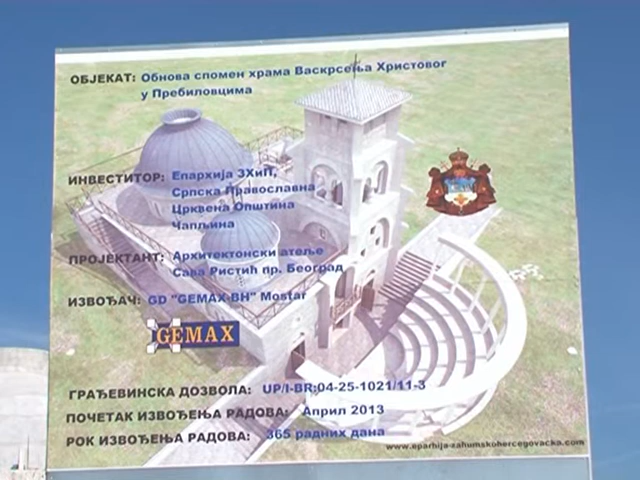 ОБЈЕКАТ: Обнова спомен храма Васкрсења Христовог
у Пребиловцима
ИНВЕСТИТОР: Епархија ЗХиП,
Српска Православна
Црквена Општина
Чапљина
ПРОЈЕКТАНТ: Архитектонски атеље
Сава Ристић пр. Београд
ИЗВОЂАЧ: GD "GEMAX-BH" Mostar
GEMAX
ГРАЂЕВИНСКА ДОЗВОЛА: UP/I-BR:04-25-1021/11-3
ПОЧЕТАК ИЗВОЂЕЊА РАДОВА: Април 2013
РОК ИЗВОЂЕЊА РАДОВА: 365 радних дана
www.eparhija-zahumskohercegovacka.com